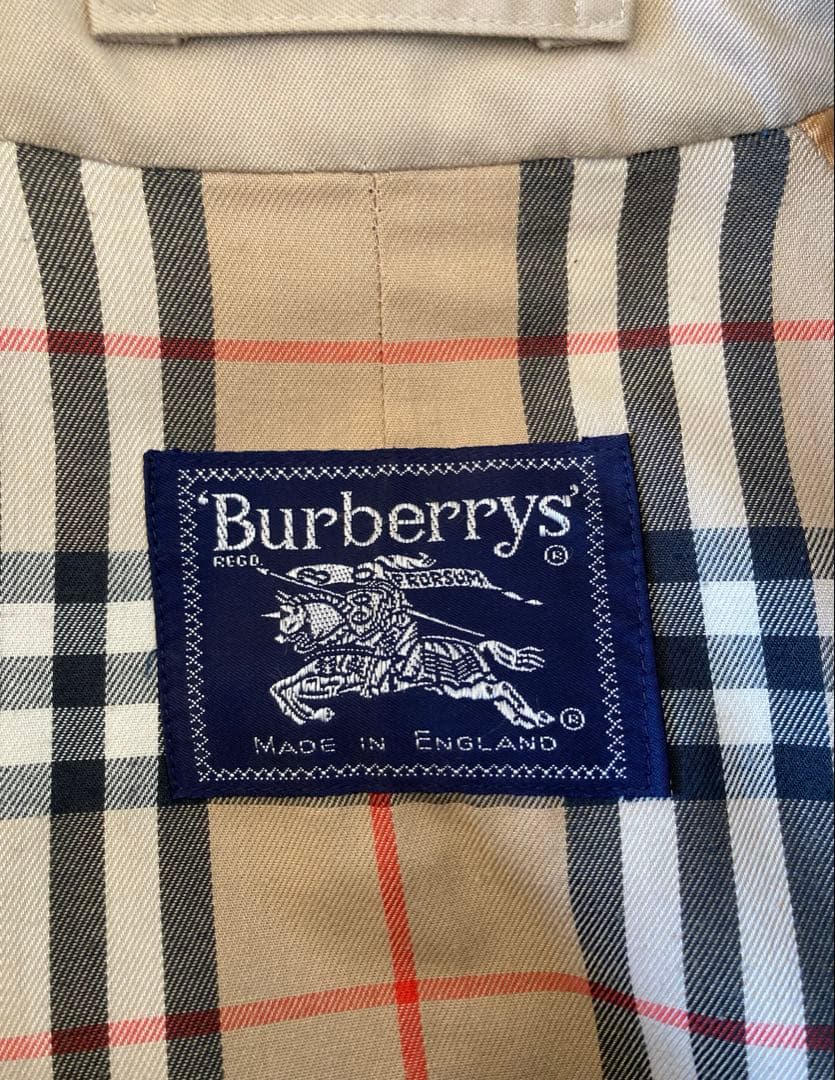 'Burberrys'
REGD.
®
PRORSUM
®
MADE IN ENGLAND